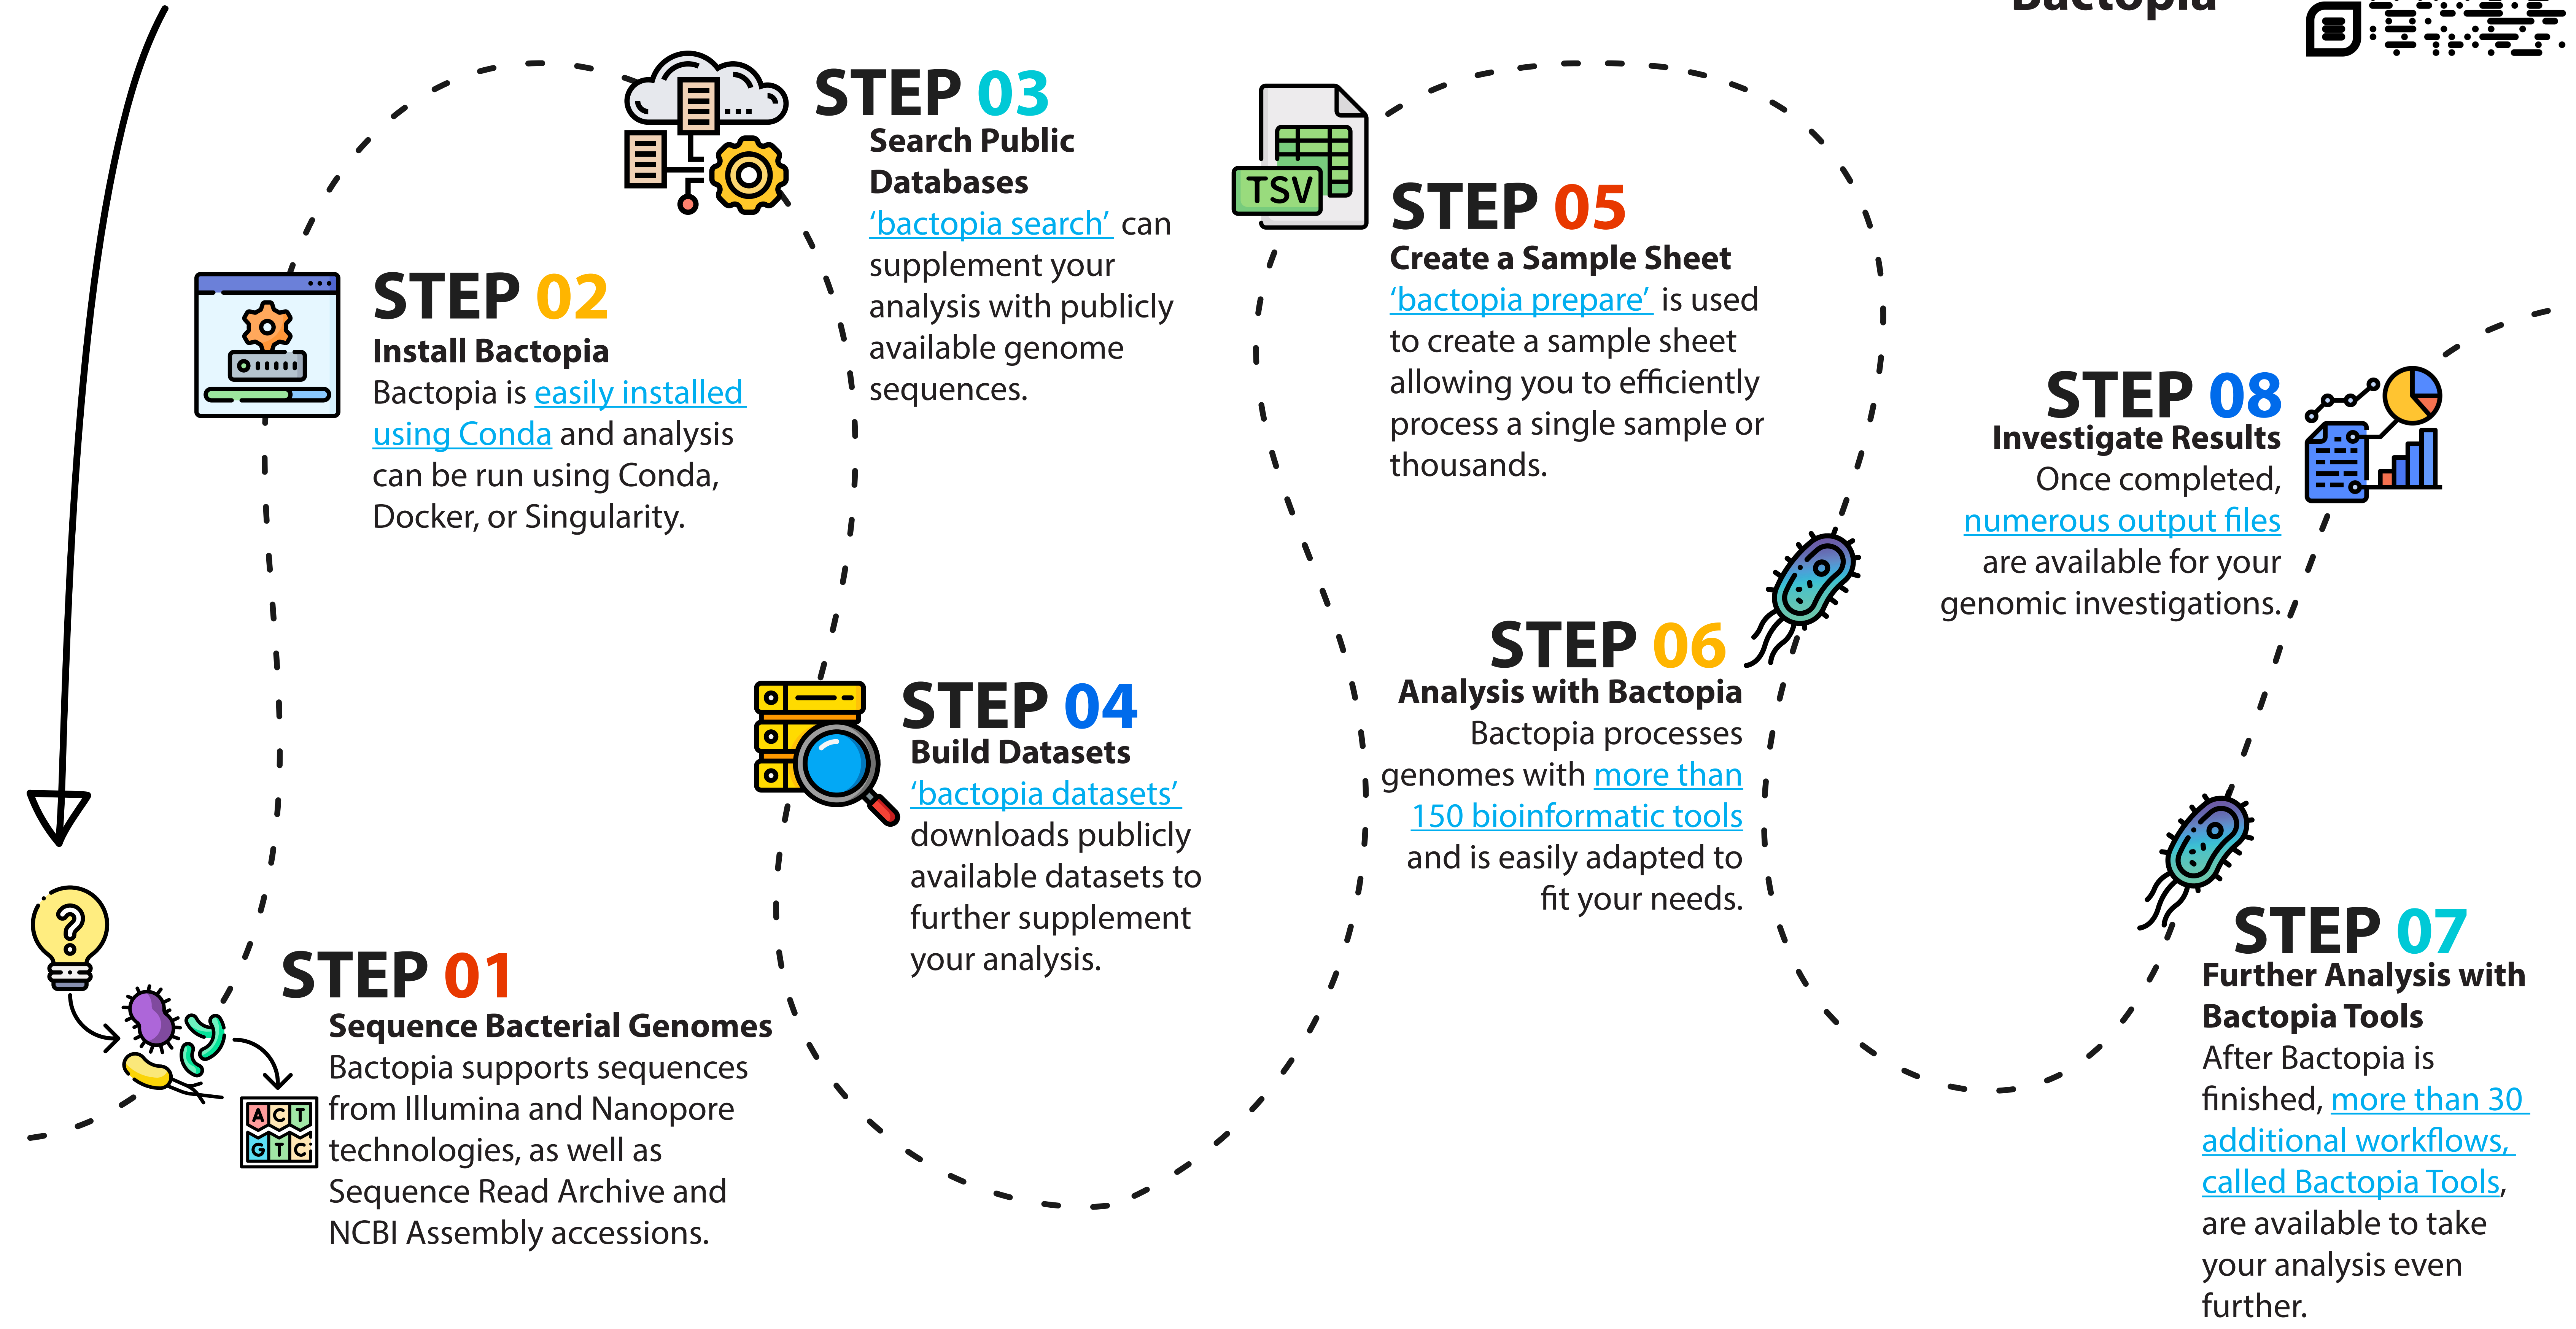 Bactopia
STEP 01
Sequence Bacterial Genomes
Bactopia supports sequences
from Illumina and Nanopore
technologies, as well as
Sequence Read Archive and
NCBI Assembly accessions.
A C T
G T C
STEP 02
Install Bactopia
Bactopia is easily installed
using Conda and analysis
can be run using Conda,
Docker, or Singularity.
STEP 03
Search Public
Databases
‘bactopia search’ can
supplement your
analysis with publicly
available genome
sequences.
STEP 04
Build Datasets
‘bactopia datasets’
downloads publicly
available datasets to
further supplement
your analysis.
TSV
STEP 05
Create a Sample Sheet
‘bactopia prepare’ is used
to create a sample sheet
allowing you to efficiently
process a single sample or
thousands.
STEP 06
Analysis with Bactopia
Bactopia processes
genomes with more than
150 bioinformatic tools
and is easily adapted to
fit your needs.
STEP 07
Further Analysis with
Bactopia Tools
After Bactopia is
finished, more than 30
additional workflows,
called Bactopia Tools,
are available to take
your analysis even
further.
STEP 08
Investigate Results
Once completed,
numerous output files
are available for your
genomic investigations.